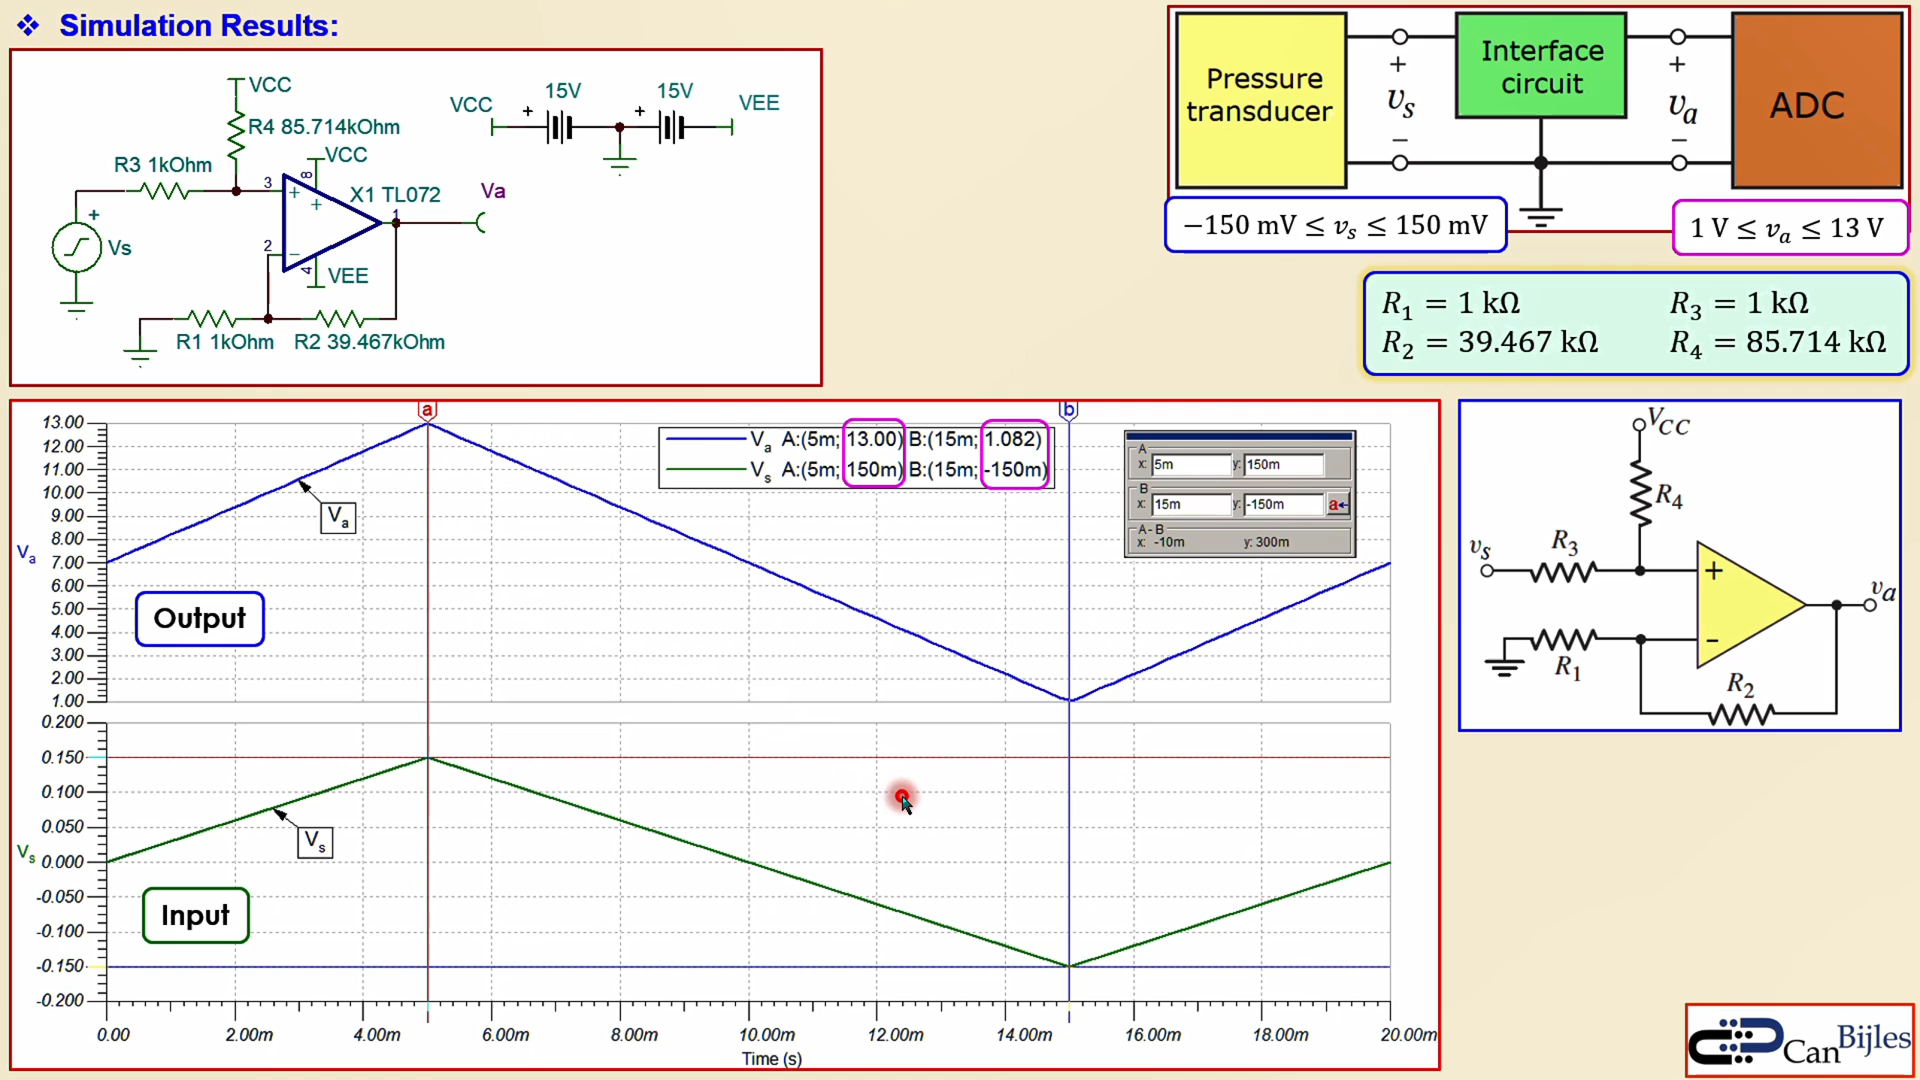 ❖ Simulation Results:
VCC
R4 85.714kOhm
R3 1kOhm
VCC
8
3
+
+
X1 TL072
1
Va
+
Vs
2
−
4
VEE
R1 1kOhm
R2 39.467kOhm
VCC
+
15V
+
15V
VEE
Pressure
transducer
+
vs
−
Interface
circuit
+
va
−
ADC
−150 mV ≤ vs ≤ 150 mV
1 V ≤ va ≤ 13 V
R1 = 1 kΩ
R3 = 1 kΩ
R2 = 39.467 kΩ
R4 = 85.714 kΩ
a
b
Va A:(5m; 13.00) B:(15m; 1.082)
Vs A:(5m; 150m) B:(15m; -150m)
A
x: 5m y: 150m
B
x: 15m y: -150m a←
A - B
x: -10m y: 300m
13.00
12.00
11.00
10.00
9.00
8.00
Va
7.00
6.00
5.00
4.00
3.00
2.00
1.00
Va
Output
0.200
0.150
0.100
0.050
Vs
0.000
-0.050
-0.100
-0.150
-0.200
Vs
Input
0.00 2.00m 4.00m 6.00m 8.00m 10.00m 12.00m 14.00m 16.00m 18.00m 20.00m
Time (s)
VCC
R4
vs
R3
+
va
−
R1
R2
CanBijles